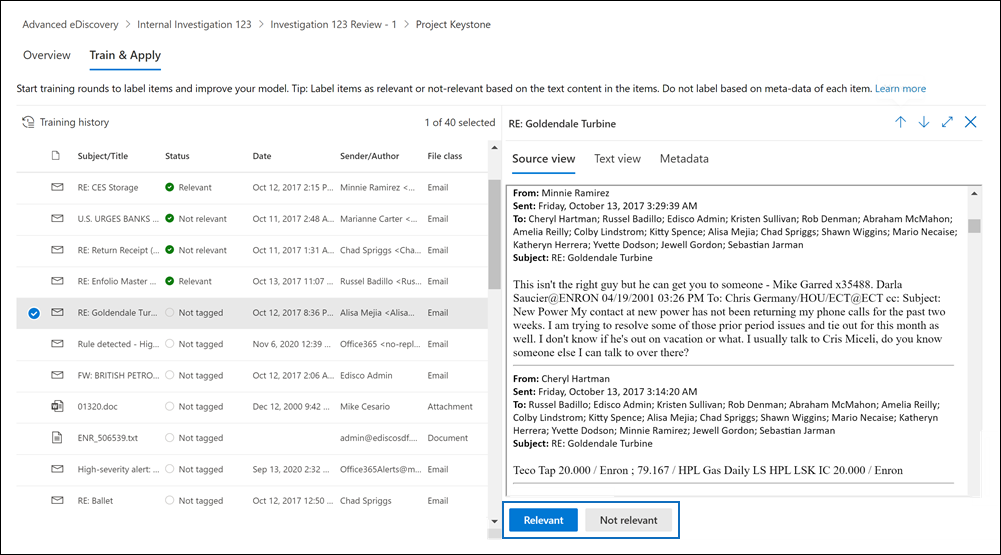 Advanced eDiscovery > Internal Investigation 123 > Investigation 123 Review - 1 > Project Keystone
Overview Train & Apply
Start training rounds to label items and improve your model. Tip: Label items as relevant or not-relevant based on the text content in the items. Do not label based on meta-data of each item. Learn more
Training history 1 of 40 selected
Subject/Title Status Date Sender/Author File class
RE: CES Storage Relevant Oct 12, 2017 2:15 P... Minnie Ramirez <... Email
U.S. URGES BANKS ... Not relevant Oct 11, 2017 2:48 A... Marianne Carter <... Email
RE: Return Receipt (... Not relevant Oct 11, 2017 1:31 A... Chad Spriggs <Cha... Email
RE: Enfolio Master ... Relevant Oct 13, 2017 11:07 ... Russel Badillo <Rus... Email
RE: Goldendale Tur... Not tagged Oct 12, 2017 8:36 P... Alisa Mejia <Alisa... Email
Rule detected - Hig... Not tagged Nov 6, 2020 12:39 ... Office365 <no-repl... Email
FW: BRITISH PETRO... Not tagged Oct 12, 2017 2:06 A... Edisco Admin Email
01320.doc Not tagged Dec 12, 2000 9:42 ... Mike Cesario Attachment
ENR_506539.txt Not tagged admin@ediscosdf... Document
High-severity alert: ... Not tagged Sep 13, 2020 2:32 ... Office365Alerts@m... Email
RE: Ballet Not tagged Oct 12, 2017 12:50 ... Chad Spriggs Email
RE: Goldendale Turbine
Source view Text view Metadata
From: Minnie Ramirez
Sent: Friday, October 13, 2017 3:29:39 AM
To: Cheryl Hartman; Russel Badillo; Edisco Admin; Kristen Sullivan; Rob Denman; Abraham McMahon;
Amelia Reilly; Colby Lindstrom; Kitty Spence; Alisa Mejia; Chad Spriggs; Shawn Wiggins; Mario Necaise;
Katheryn Herrera; Yvette Dodson; Jewell Gordon; Sebastian Jarman
Subject: RE: Goldendale Turbine
This isn't the right guy but he can get you to someone - Mike Garred x35488. Darla
Saucier@ENRON 04/19/2001 03:26 PM To: Chris Germany/HOU/ECT@ECT cc: Subject:
New Power My contact at new power has not been returning my phone calls for the past two
weeks. I am trying to resolve some of those prior period issues and tie out for this month as
well. I don't know if he's out on vacation or what. I usually talk to Cris Miceli, do you know
someone else I can talk to over there?
From: Cheryl Hartman
Sent: Friday, October 13, 2017 3:14:20 AM
To: Russel Badillo; Edisco Admin; Kristen Sullivan; Rob Denman; Abraham McMahon; Amelia Reilly;
Colby Lindstrom; Kitty Spence; Alisa Mejia; Chad Spriggs; Shawn Wiggins; Mario Necaise; Katheryn
Herrera; Yvette Dodson; Minnie Ramirez; Jewell Gordon; Sebastian Jarman
Subject: RE: Goldendale Turbine
Teco Tap 20.000 / Enron ; 79.167 / HPL Gas Daily LS HPL LSK IC 20.000 / Enron
Relevant Not relevant